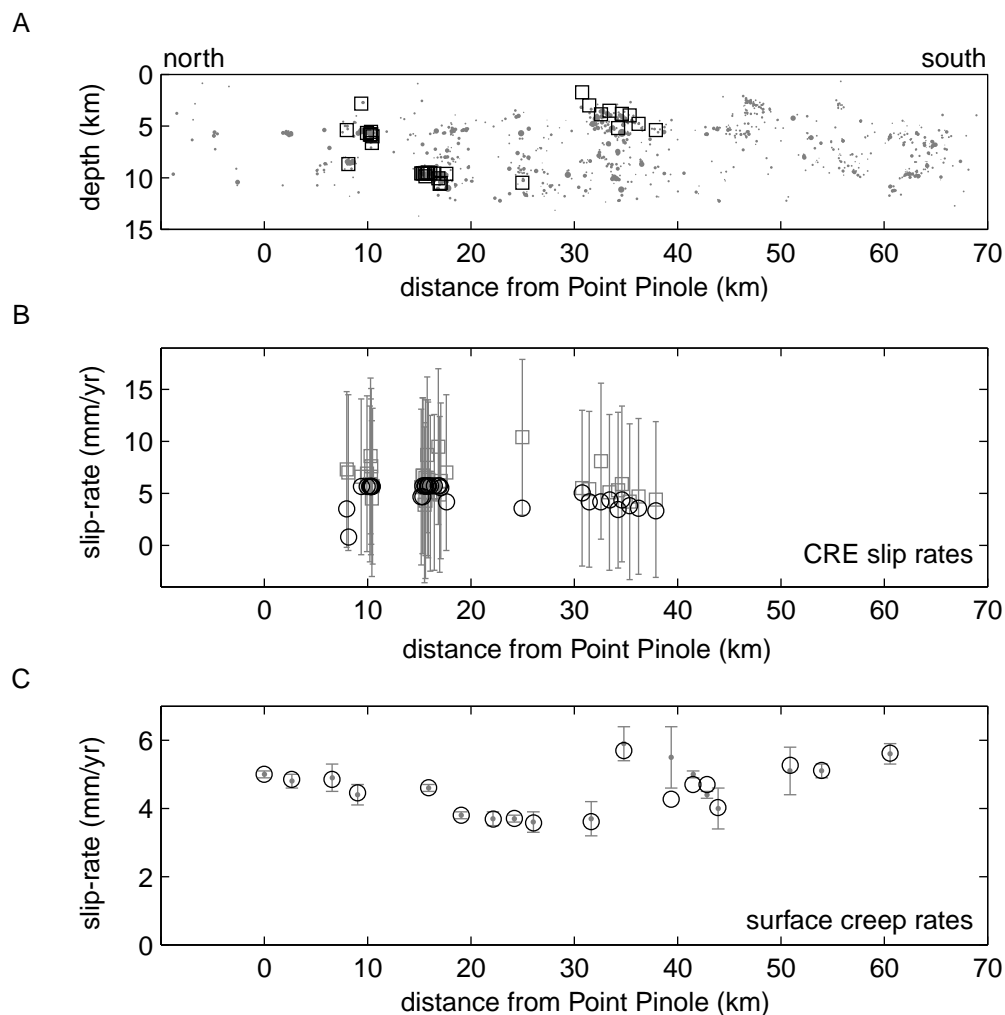 A
north south
0
5
10
15
depth (km)
0 10 20 30 40 50 60 70
distance from Point Pinole (km)
B
15
10
5
0
slip-rate (mm/yr)
CRE slip rates
0 10 20 30 40 50 60 70
distance from Point Pinole (km)
C
6
4
2
0
slip-rate (mm/yr)
surface creep rates
0 10 20 30 40 50 60 70
distance from Point Pinole (km)